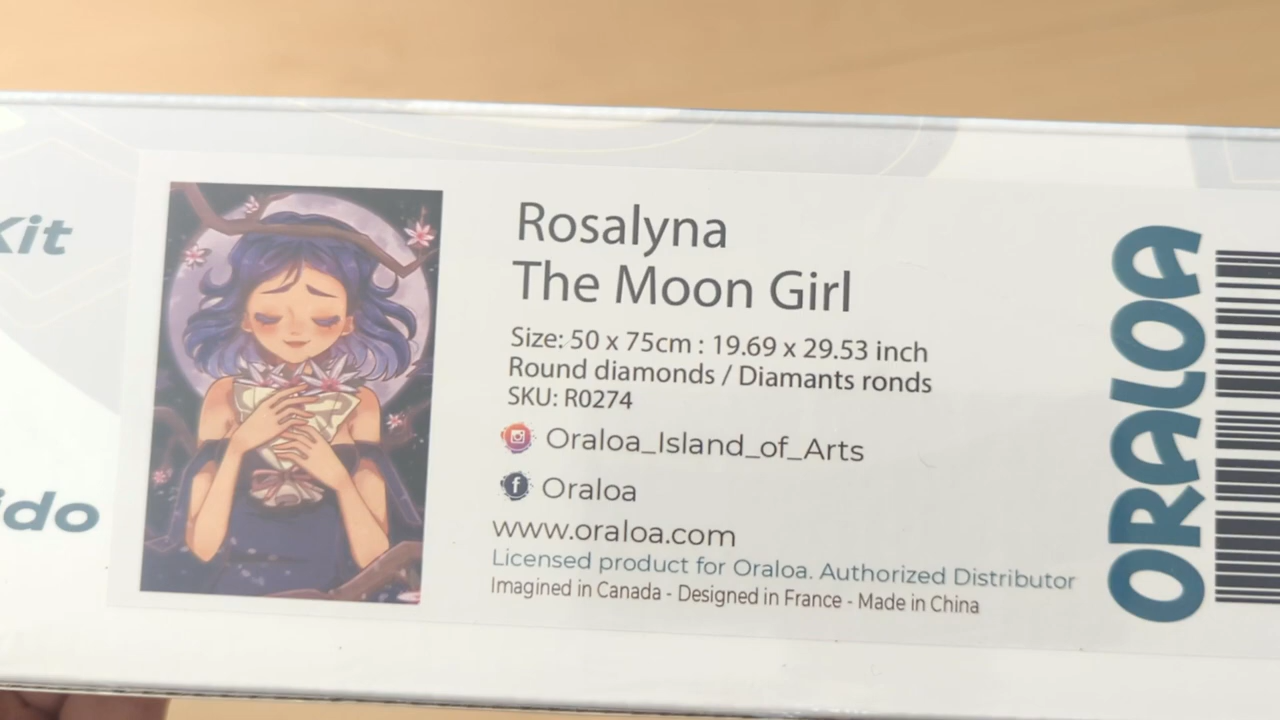 Kit
ido
Rosalyna
The Moon Girl
Size: 50 x 75cm : 19.69 x 29.53 inch
Round diamonds / Diamants ronds
SKU: R0274
Oraloa_Island_of_Arts
Oraloa
www.oraloa.com
Licensed product for Oraloa. Authorized Distributor
Imagined in Canada - Designed in France - Made in China
ORALOA